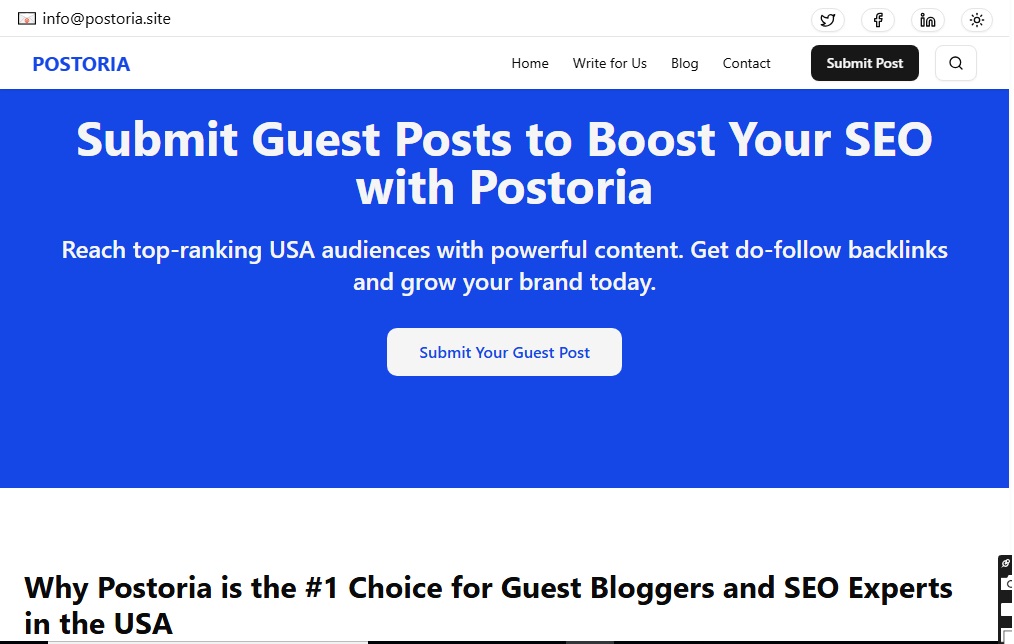 info@postoria.site
POSTORIA
Home
Write for Us
Blog
Contact
Submit Post
Submit Guest Posts to Boost Your SEO
with Postoria
Reach top-ranking USA audiences with powerful content. Get do-follow backlinks
and grow your brand today.
Submit Your Guest Post
Why Postoria is the #1 Choice for Guest Bloggers and SEO Experts
in the USA